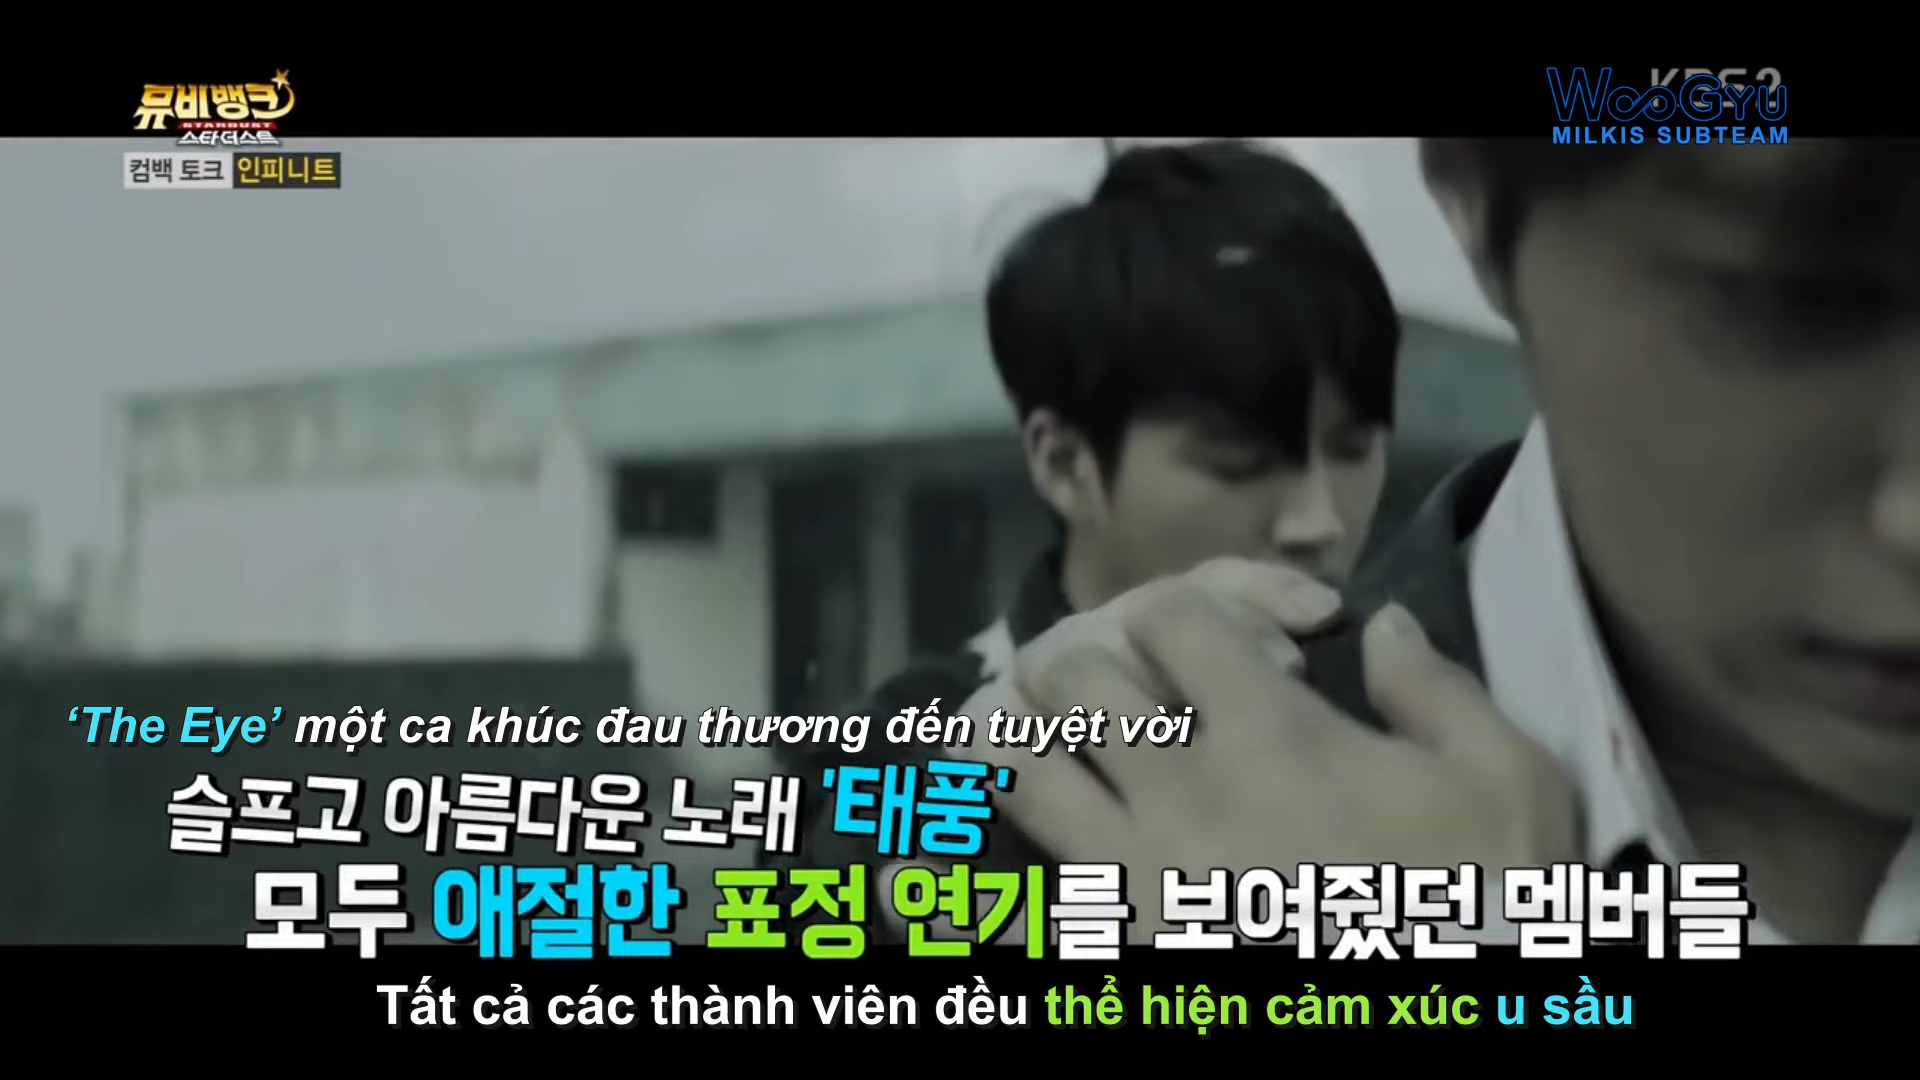 뮤비뱅크
STARDUST
스타더스트
KBS 2
WooGyu
MILKIS SUBTEAM
컴백 토크 인피니트
‘The Eye’ một ca khúc đau thương đến tuyệt vời
슬프고 아름다운 노래 '태풍'
모두 애절한 표정 연기를 보여줬던 멤버들
Tất cả các thành viên đều thể hiện cảm xúc u sầu